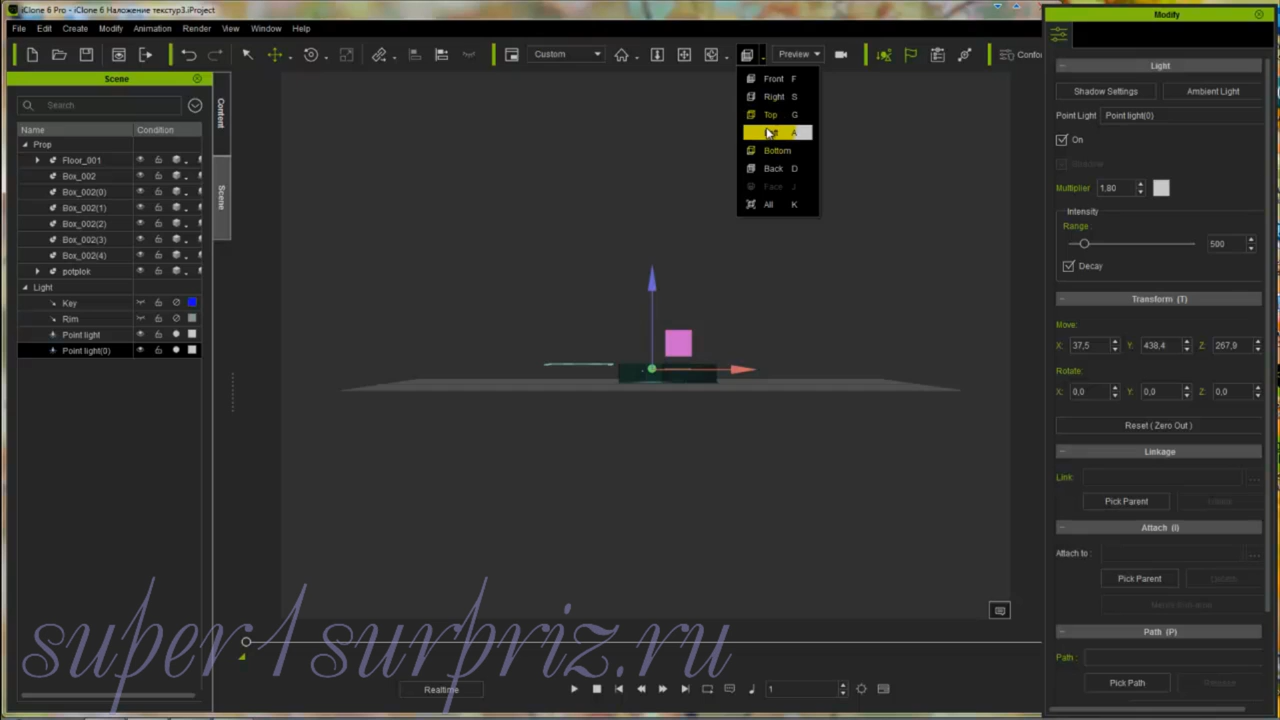 iClone 6 Pro - iClone 6 Наложение текстур3.iProject
File Edit Create Modify Animation Render View Window Help
Custom
Preview
Confo
Scene
Search
Name Condition
Prop
Floor_001
Box_002
Box_002(0)
Box_002(1)
Box_002(2)
Box_002(3)
Box_002(4)
potplok
Light
Key
Rim
Point light
Point light(0)
Content
Scene
Front F
Right S
Top G
A
Bottom
Back D
Face J
All K
Modify
Light
Shadow Settings Ambient Light
Point Light Point light(0)
On
Shadow
Multiplier 1.80
Intensity
Range:
500
Decay
Transform (T)
Move:
X: 37,5 Y: 438,4 Z: 267,9
Rotate:
X: 0,0 Y: 0,0 Z: 0,0
Reset ( Zero Out )
Linkage
Link:
Pick Parent
Attach (I)
Attach to :
Pick Parent
Path (P)
Path :
Pick Path
Realtime
1
super1surpriz.ru